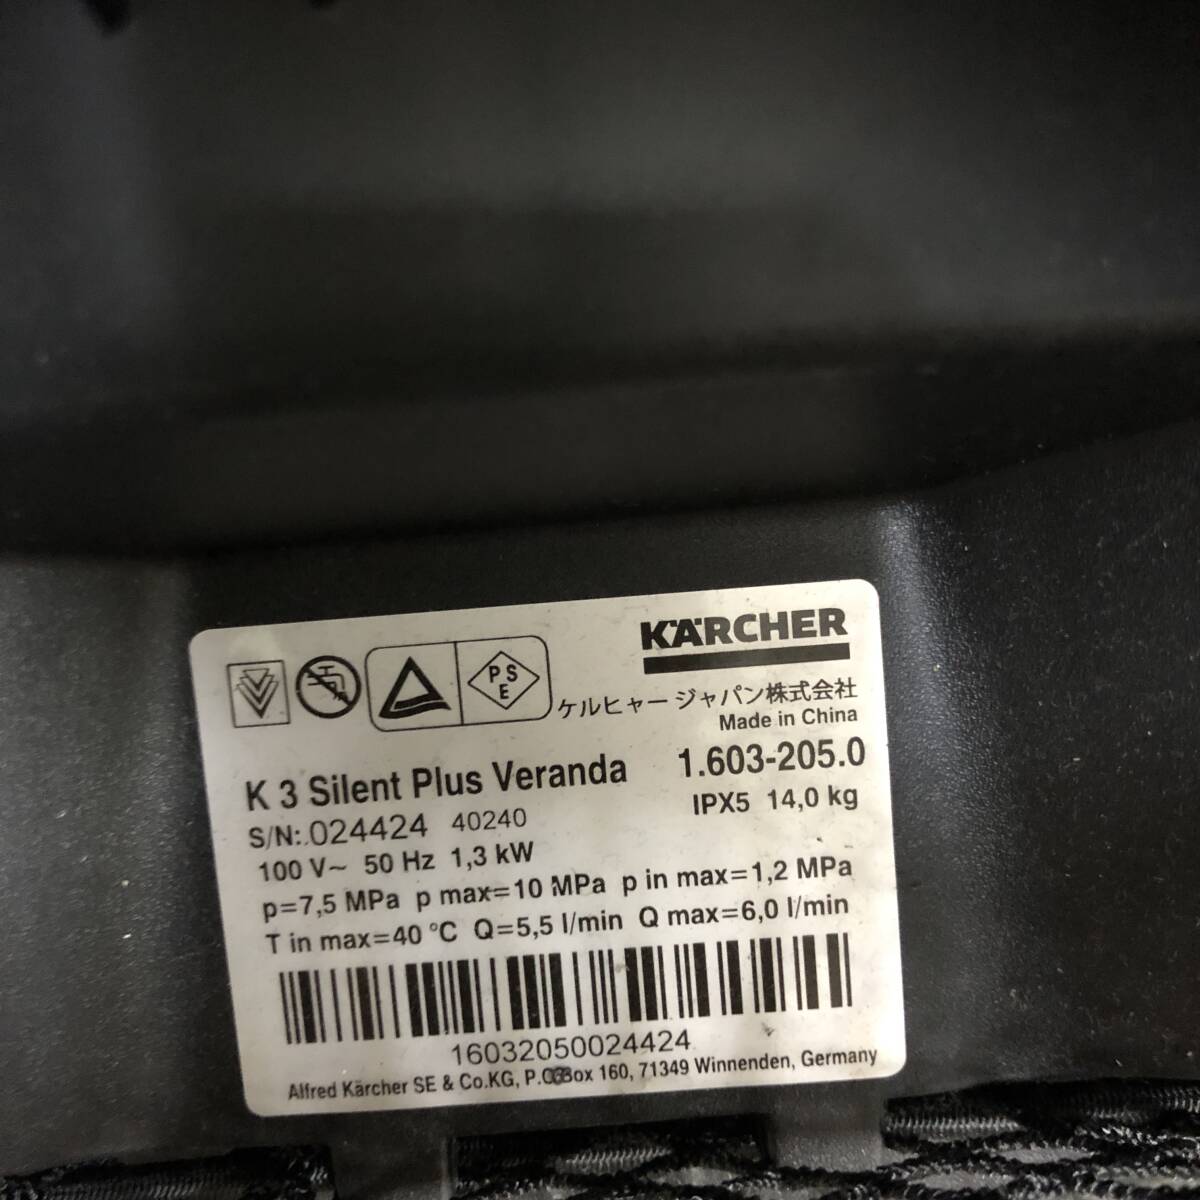 KÄRCHER
PSE
ケルヒャー ジャパン株式会社
Made in China
K 3 Silent Plus Veranda 1.603-205.0
S/N: 024424 40240 IPX5 14,0 kg
100 V~ 50 Hz 1,3 kW
p=7,5 MPa p max=10 MPa p in max=1,2 MPa
T in max=40 °C Q=5,5 l/min Q max=6,0 l/min
16032050024424
Alfred Kärcher SE & Co.KG, 160, 71349 Winnenden, Germany